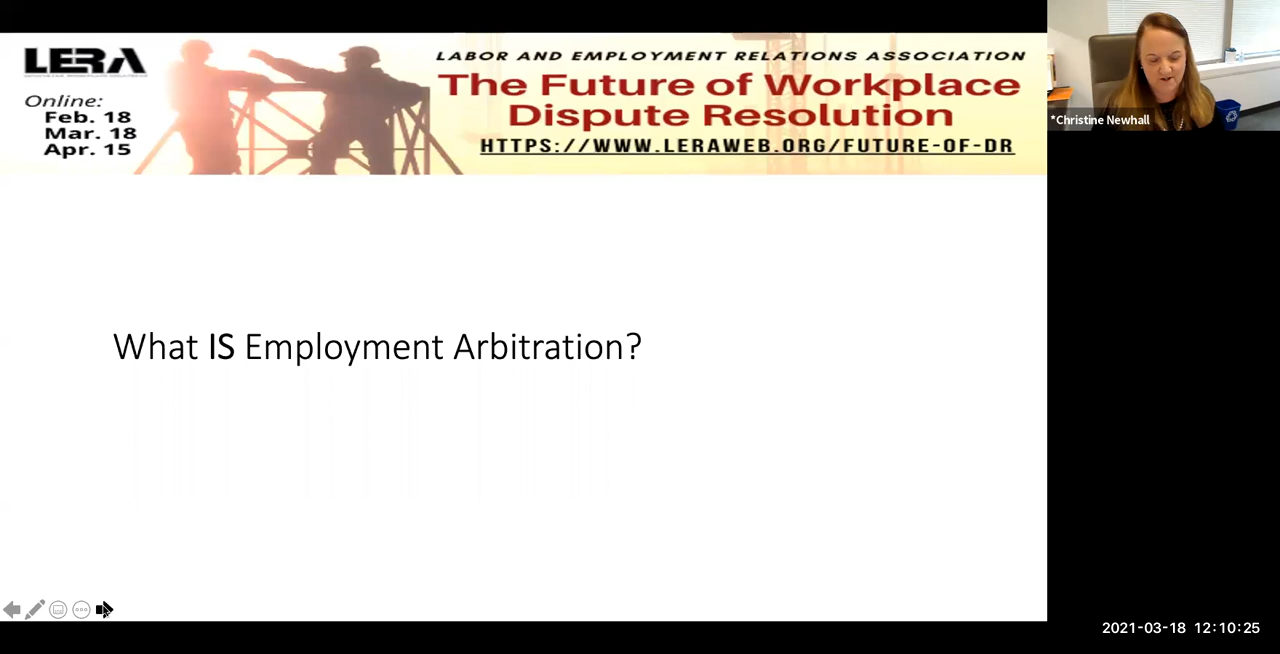 LERA
Online:
Feb. 18
Mar. 18
Apr. 15
LABOR AND EMPLOYMENT RELATIONS ASSOCIATION
The Future of Workplace
Dispute Resolution
HTTPS://WWW.LERAWEB.ORG/FUTURE-OF-DR
*Christine Newhall
What IS Employment Arbitration?
2021-03-18 12:10:25